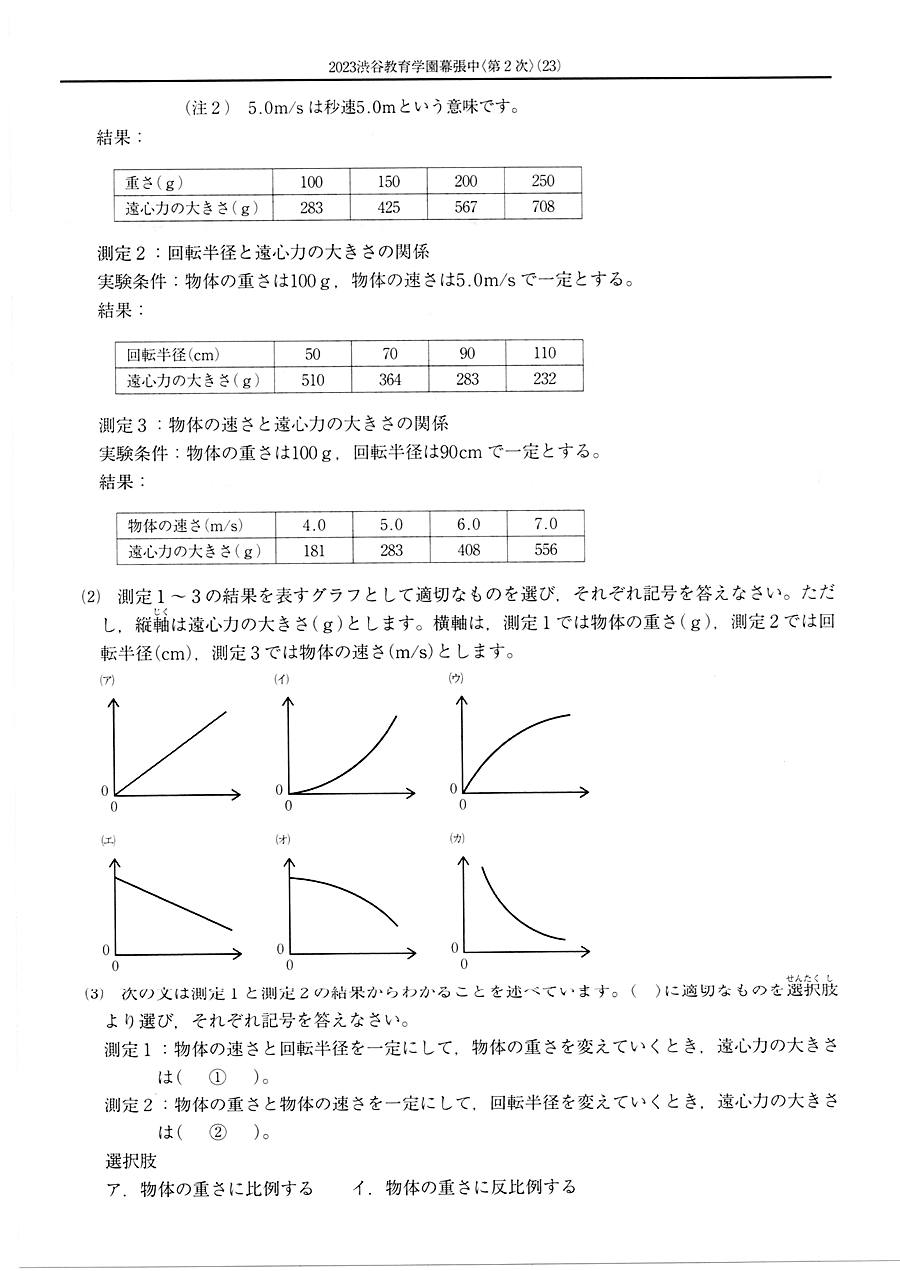 2023渋谷教育学園幕張中〈第2次〉(23)
(注2) 5.0m/sは秒速5.0mという意味です。
結果：
重さ(g) 100 150 200 250
遠心力の大きさ(g) 283 425 567 708
測定2：回転半径と遠心力の大きさの関係
実験条件：物体の重さは100g，物体の速さは5.0m/sで一定とする。
結果：
回転半径(cm) 50 70 90 110
遠心力の大きさ(g) 510 364 283 232
測定3：物体の速さと遠心力の大きさの関係
実験条件：物体の重さは100g，回転半径は90cmで一定とする。
結果：
物体の速さ(m/s) 4.0 5.0 6.0 7.0
遠心力の大きさ(g) 181 283 408 556
(2) 測定1～3の結果を表すグラフとして適切なものを選び，それぞれ記号を答えなさい。ただ
じく
し，縦軸は遠心力の大きさ(g)とします。横軸は，測定1では物体の重さ(g)，測定2では回
転半径(cm)，測定3では物体の速さ(m/s)とします。
(ア) (イ) (ウ)
0 0 0
0 0 0
(エ) (オ) (カ)
0 0 0
0 0 0
せんたくし
(3) 次の文は測定1と測定2の結果からわかることを述べています。( )に適切なものを選択肢
より選び，それぞれ記号を答えなさい。
測定1：物体の速さと回転半径を一定にして，物体の重さを変えていくとき，遠心力の大きさ
は( ① )。
測定2：物体の重さと物体の速さを一定にして，回転半径を変えていくとき，遠心力の大きさ
は( ② )。
選択肢
ア．物体の重さに比例する イ．物体の重さに反比例する